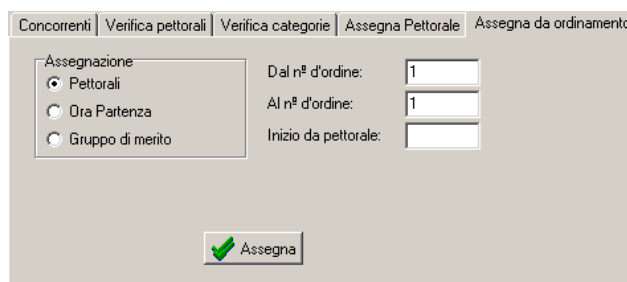 Concorrenti Verifica pettorali Verifica categorie Assegna Pettorale Assegna da ordinamento
Assegnazione
Pettorali
Ora Partenza
Gruppo di merito
Dal nº d'ordine: 1
Al nº d'ordine: 1
Inizio da pettorale:
Assegna